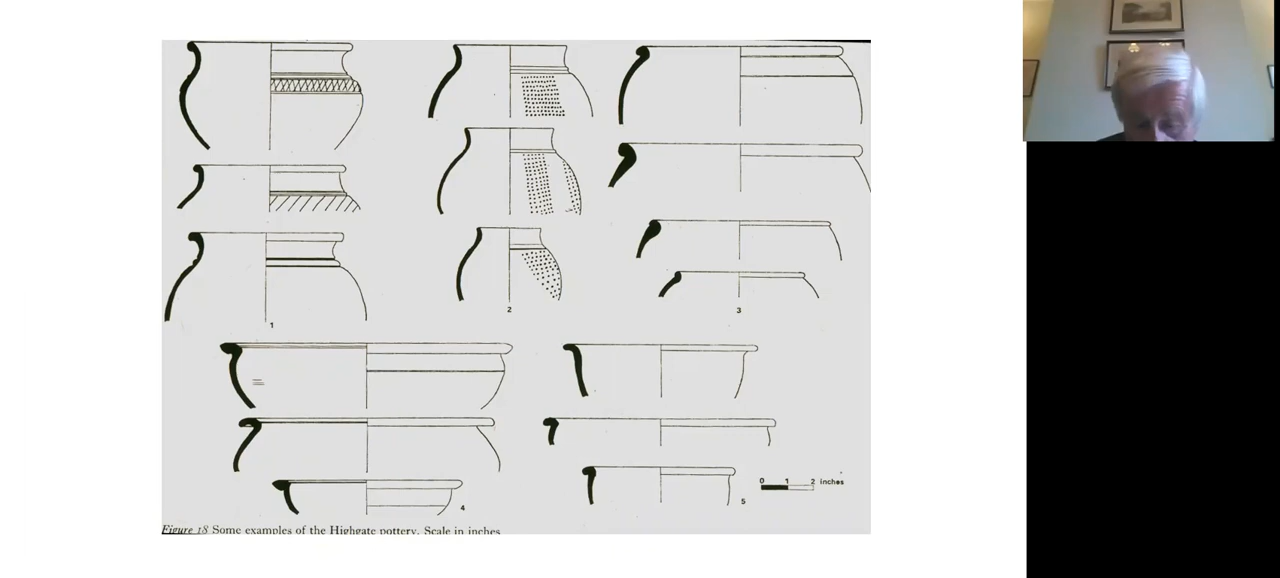 1
2
3
4
5
0 1 2 inches
Figure 18 Some examples of the Highgate pottery. Scale in inches